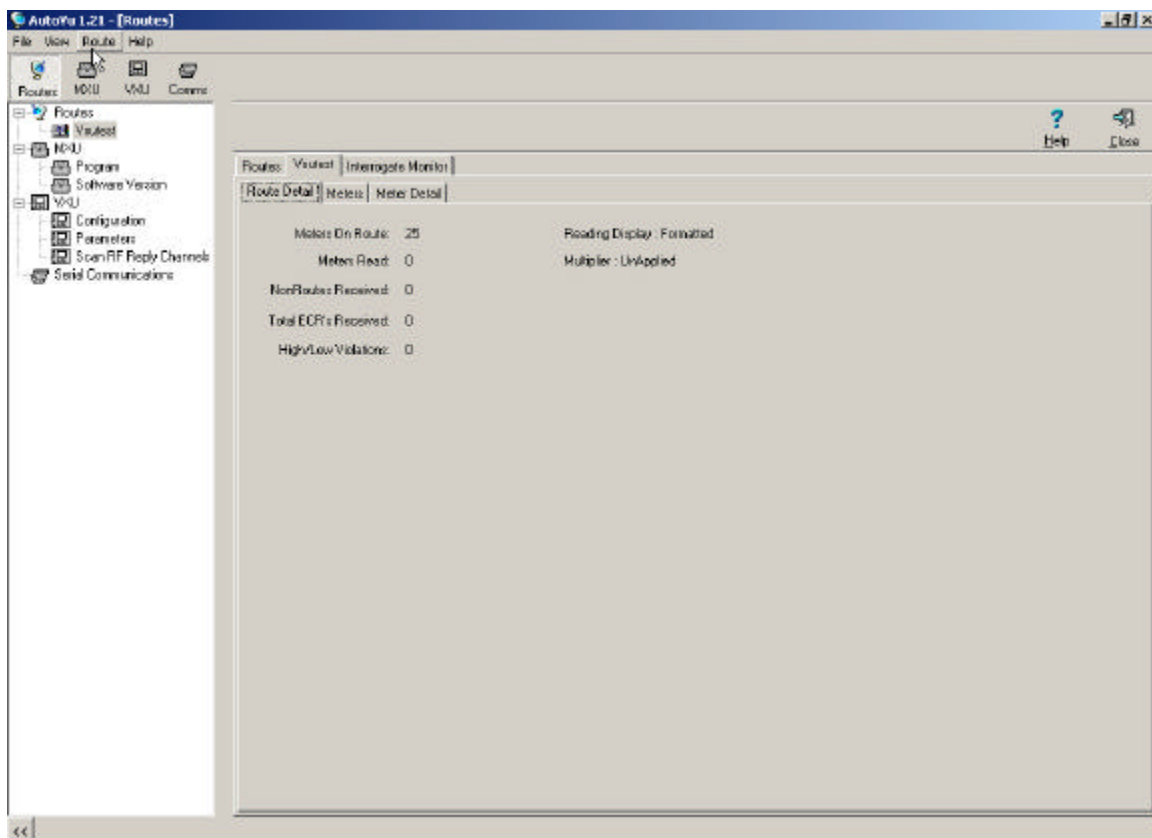 AutoVu 1.21 - [Routes]
File View Route Help
Routes MXU VXU Comms
Routes
Vxutest
MXU
Program
Software Version
VXU
Configuration
Parameters
Scan RF Reply Channels
Serial Communications
Help Close
Routes Vxutest Interrogate Monitor
Route Detail Meters Meter Detail
Meters On Route: 25
Reading Display : Formatted
Meters Read: 0
Multiplier : UnApplied
NonRoutes Received: 0
Total ECR's Received: 0
High/Low Violations: 0
<<